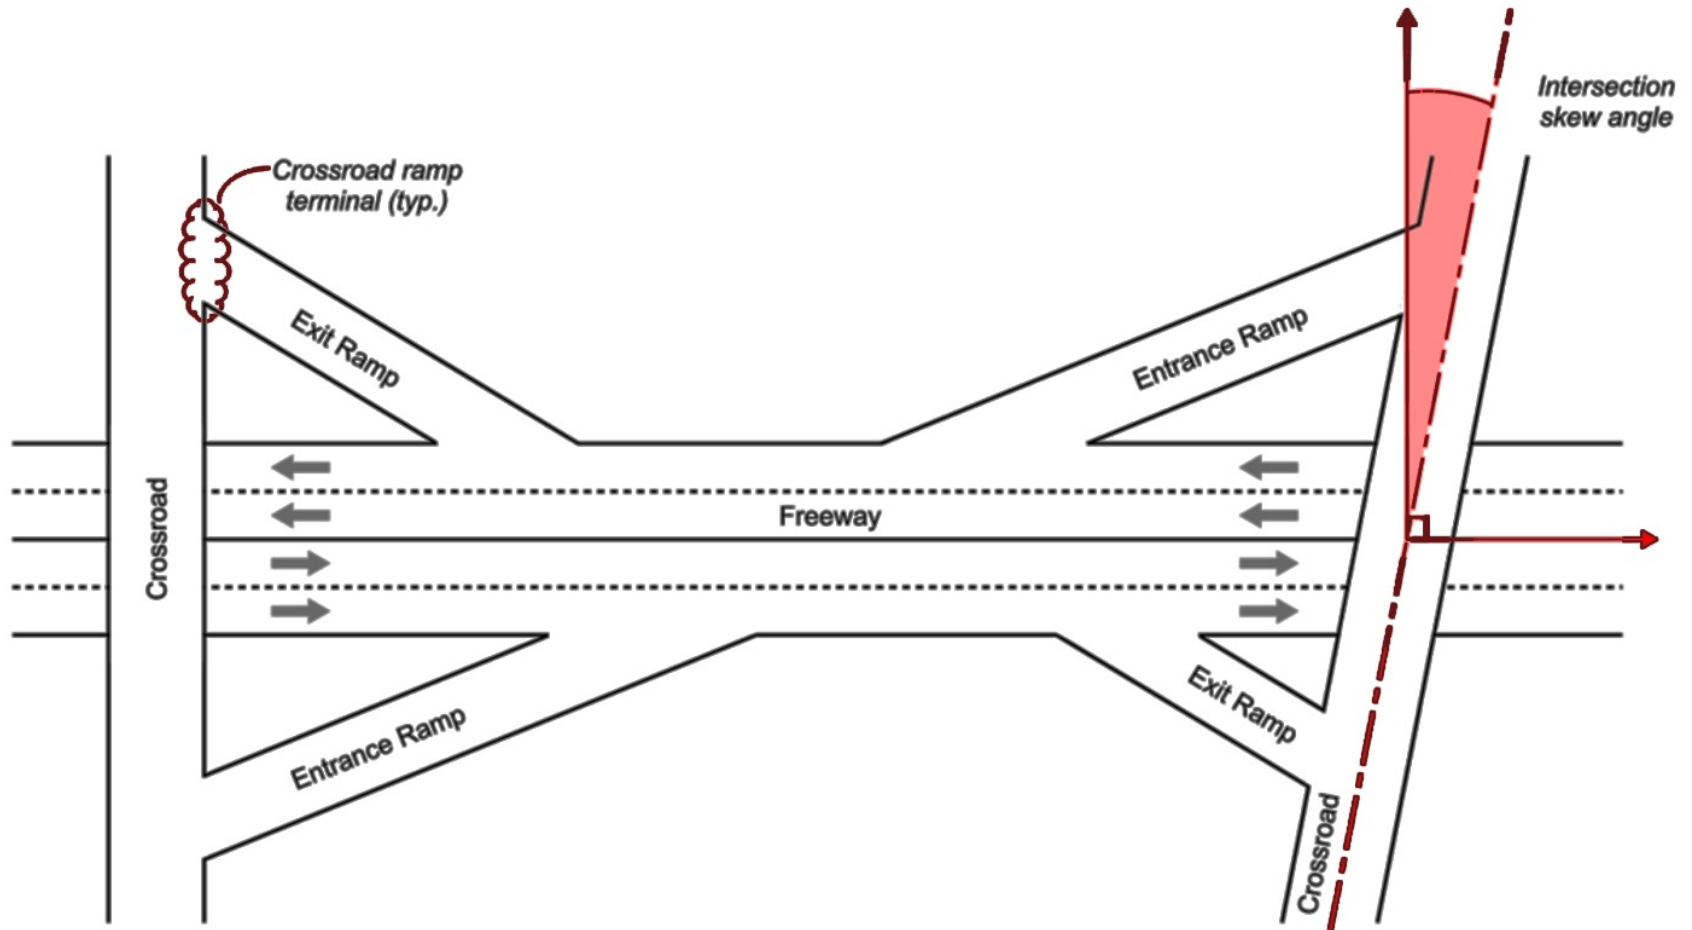 Intersection
skew angle
Crossroad ramp
terminal (typ.)
Exit Ramp
Entrance Ramp
Crossroad
Freeway
Entrance Ramp
Exit Ramp
Crossroad